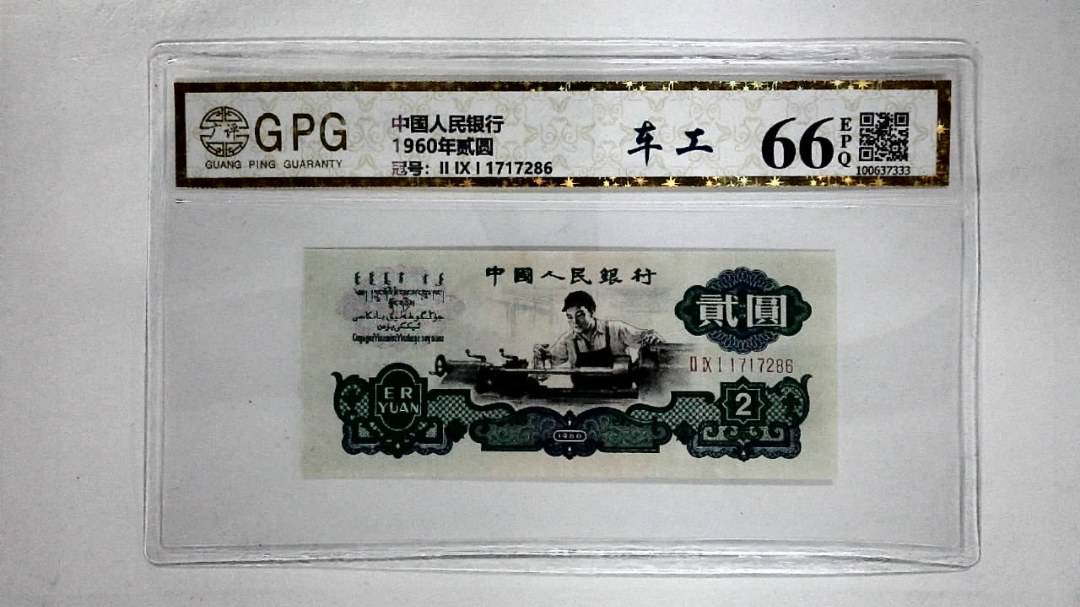 广评
GPG
GUANG PING GUARANTY
中国人民银行
1960年贰圆
冠号: II IX I 1717286
车工
66
EPQ
100637333
中國人民銀行
貳圓
II IX I 1717286
ER
YUAN
2
1960